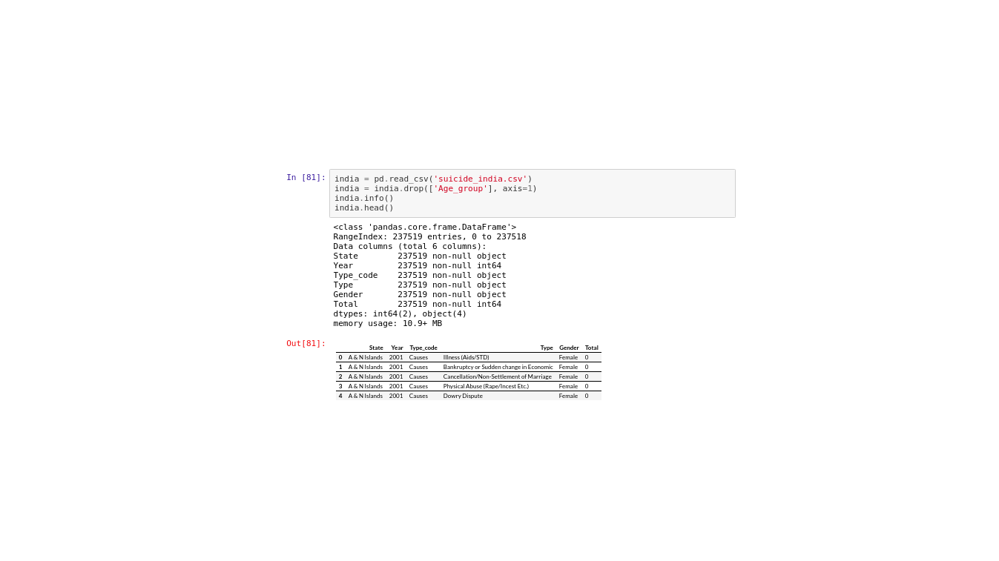 In [81]:
india = pd.read_csv('suicide_india.csv')
india = india.drop(['Age_group'], axis=1)
india.info()
india.head()
<class 'pandas.core.frame.DataFrame'>
RangeIndex: 237519 entries, 0 to 237518
Data columns (total 6 columns):
State        237519 non-null object
Year         237519 non-null int64
Type_code    237519 non-null object
Type         237519 non-null object
Gender       237519 non-null object
Total        237519 non-null int64
dtypes: int64(2), object(4)
memory usage: 10.9+ MB
Out[81]:
State Year Type_code Type Gender Total
0 A & N Islands 2001 Causes Illness (Aids/STD) Female 0
1 A & N Islands 2001 Causes Bankruptcy or Sudden change in Economic Female 0
2 A & N Islands 2001 Causes Cancellation/Non-Settlement of Marriage Female 0
3 A & N Islands 2001 Causes Physical Abuse (Rape/Incest Etc.) Female 0
4 A & N Islands 2001 Causes Dowry Dispute Female 0